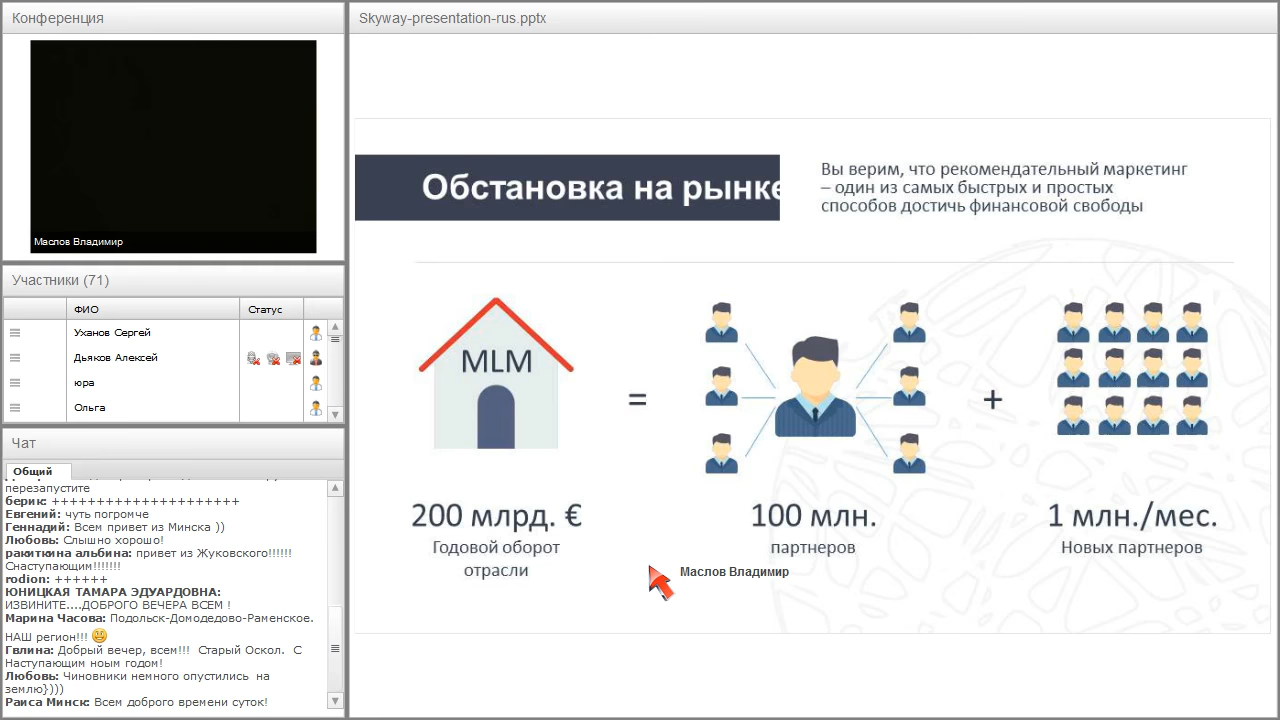 Конференция
Маслов Владимир
Участники (71)
ФИО
Статус
Уханов Сергей
Дьяков Алексей
юра
Ольга
Чат
Общий
перезапустите
берик: +++++++++++++++++++++
Евгений: чуть погромче
Геннадий: Всем привет из Минска ))
Любовь: Слышно хорошо!
ракиткина альбина: привет из Жуковского!!!!!!
Снаступающим!!!!!!!
rodion: ++++++
ЮНИЦКАЯ ТАМАРА ЭДУАРДОВНА:
ИЗВИНИТЕ....ДОБРОГО ВЕЧЕРА ВСЕМ !
Марина Часова: Подольск-Домодедово-Раменское.
НАШ регион!!!
Гвлина: Добрый вечер, всем!!! Старый Оскол. С
Наступающим ноым годом!
Любовь: Чиновники немного опустились на
землю}))))
Раиса Минск: Всем доброго времени суток!
Skyway-presentation-rus.pptx
Обстановка на рынке
Вы верим, что рекомендательный маркетинг
– один из самых быстрых и простых
способов достичь финансовой свободы
MLM
=
+
200 млрд. €
Годовой оборот
отрасли
100 млн.
партнеров
1 млн./мес.
Новых партнеров
Маслов Владимир